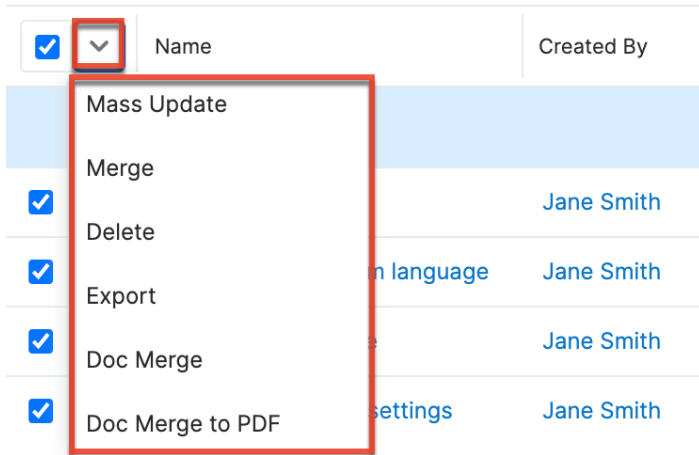 Name Created By
Mass Update
Merge
Jane Smith
Delete
language Jane Smith
Export
Jane Smith
Doc Merge
settings Jane Smith
Doc Merge to PDF